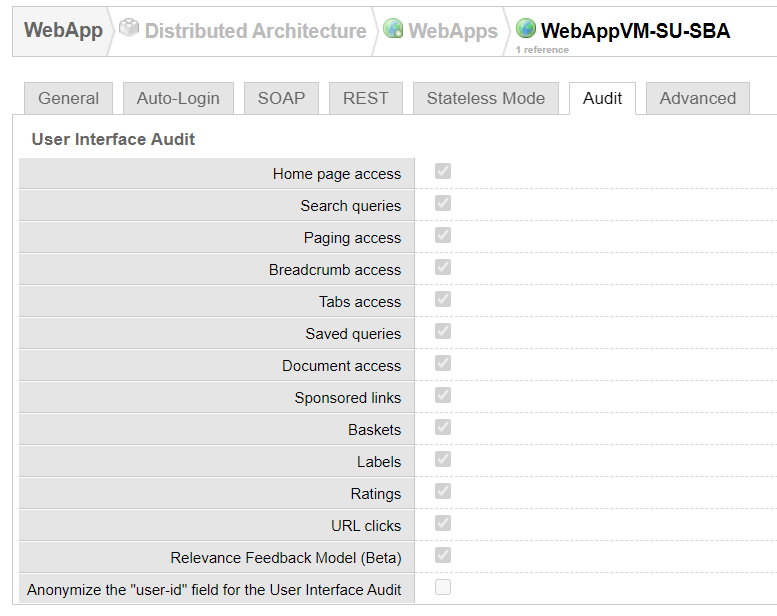 WebApp Distributed Architecture WebApps WebAppVM-SU-SBA
1 reference
General Auto-Login SOAP REST Stateless Mode Audit Advanced
User Interface Audit
Home page access
Search queries
Paging access
Breadcrumb access
Tabs access
Saved queries
Document access
Sponsored links
Baskets
Labels
Ratings
URL clicks
Relevance Feedback Model (Beta)
Anonymize the "user-id" field for the User Interface Audit